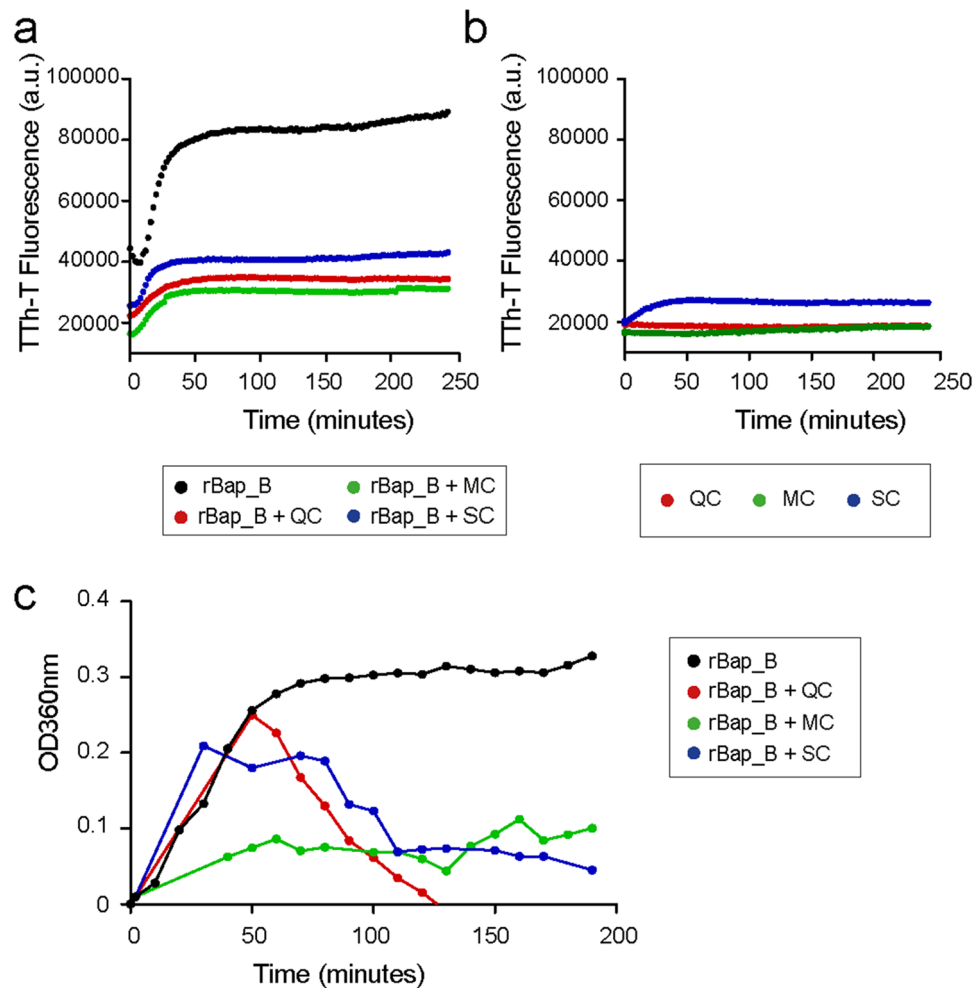 a
TTh-T Fluorescence (a.u.)
100000
80000
60000
40000
20000
0 50 100 150 200 250
Time (minutes)
rBap_B
rBap_B + MC
rBap_B + QC
rBap_B + SC
b
TTh-T Fluorescence (a.u.)
100000
80000
60000
40000
20000
0 50 100 150 200 250
Time (minutes)
QC MC SC
c
OD360nm
0.4
0.3
0.2
0.1
0
0 50 100 150 200
Time (minutes)
rBap_B
rBap_B + QC
rBap_B + MC
rBap_B + SC